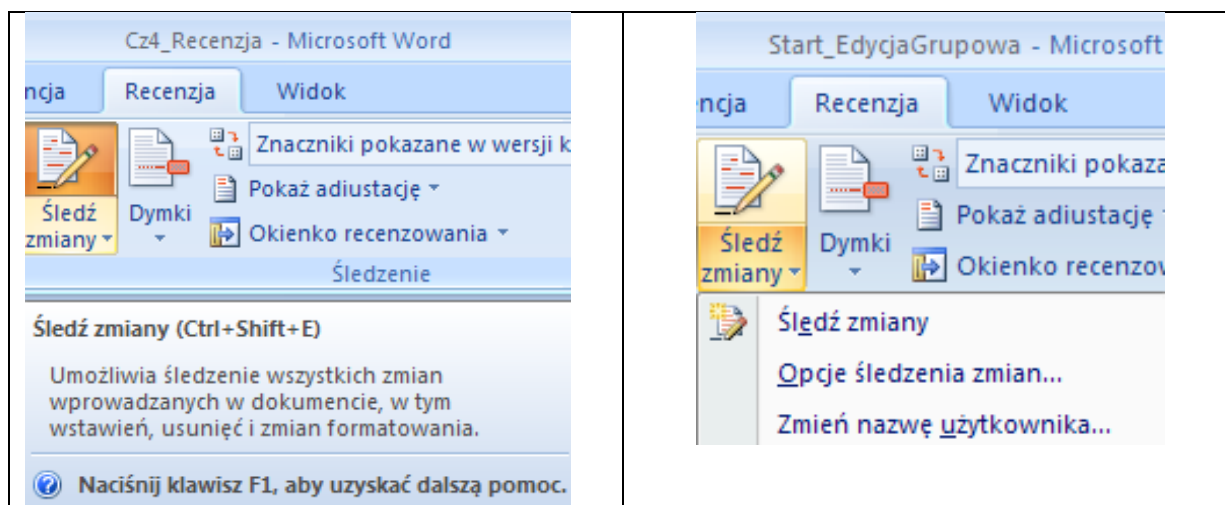 Cz4_Recenzja - Microsoft Word
ncja Recenzja Widok
Znaczniki pokazane w wersji k
Pokaż adiustację
Śledź zmiany
Dymki
Okienko recenzowania
Śledzenie
Śledź zmiany (Ctrl+Shift+E)
Umożliwia śledzenie wszystkich zmian
wprowadzanych w dokumencie, w tym
wstawień, usunięć i zmian formatowania.
Naciśnij klawisz F1, aby uzyskać dalszą pomoc.
Start_EdycjaGrupowa - Microsoft
encja Recenzja Widok
Znaczniki pokaza
Pokaż adiustację
Śledź zmiany
Dymki
Okienko recenzov
Śledź zmiany
Opcje śledzenia zmian...
Zmień nazwę użytkownika...